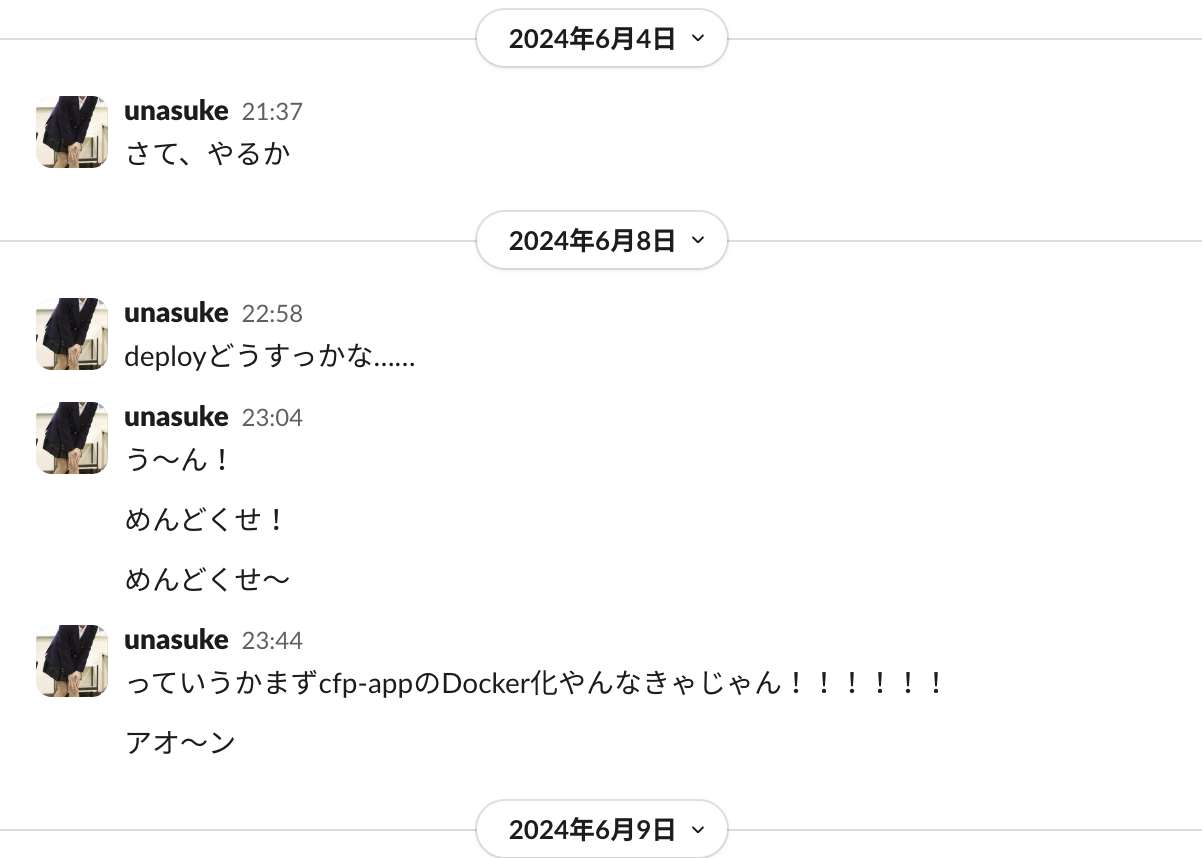 2024年6月4日
unasuke 21:37
さて、やるか
2024年6月8日
unasuke 22:58
deployどうすっかな......
unasuke 23:04
う〜ん！
めんどくせ！
めんどくせ〜
unasuke 23:44
っていうかまずcfp-appのDocker化やんなきゃじゃん！！！！！！
アオ〜ン
2024年6月9日